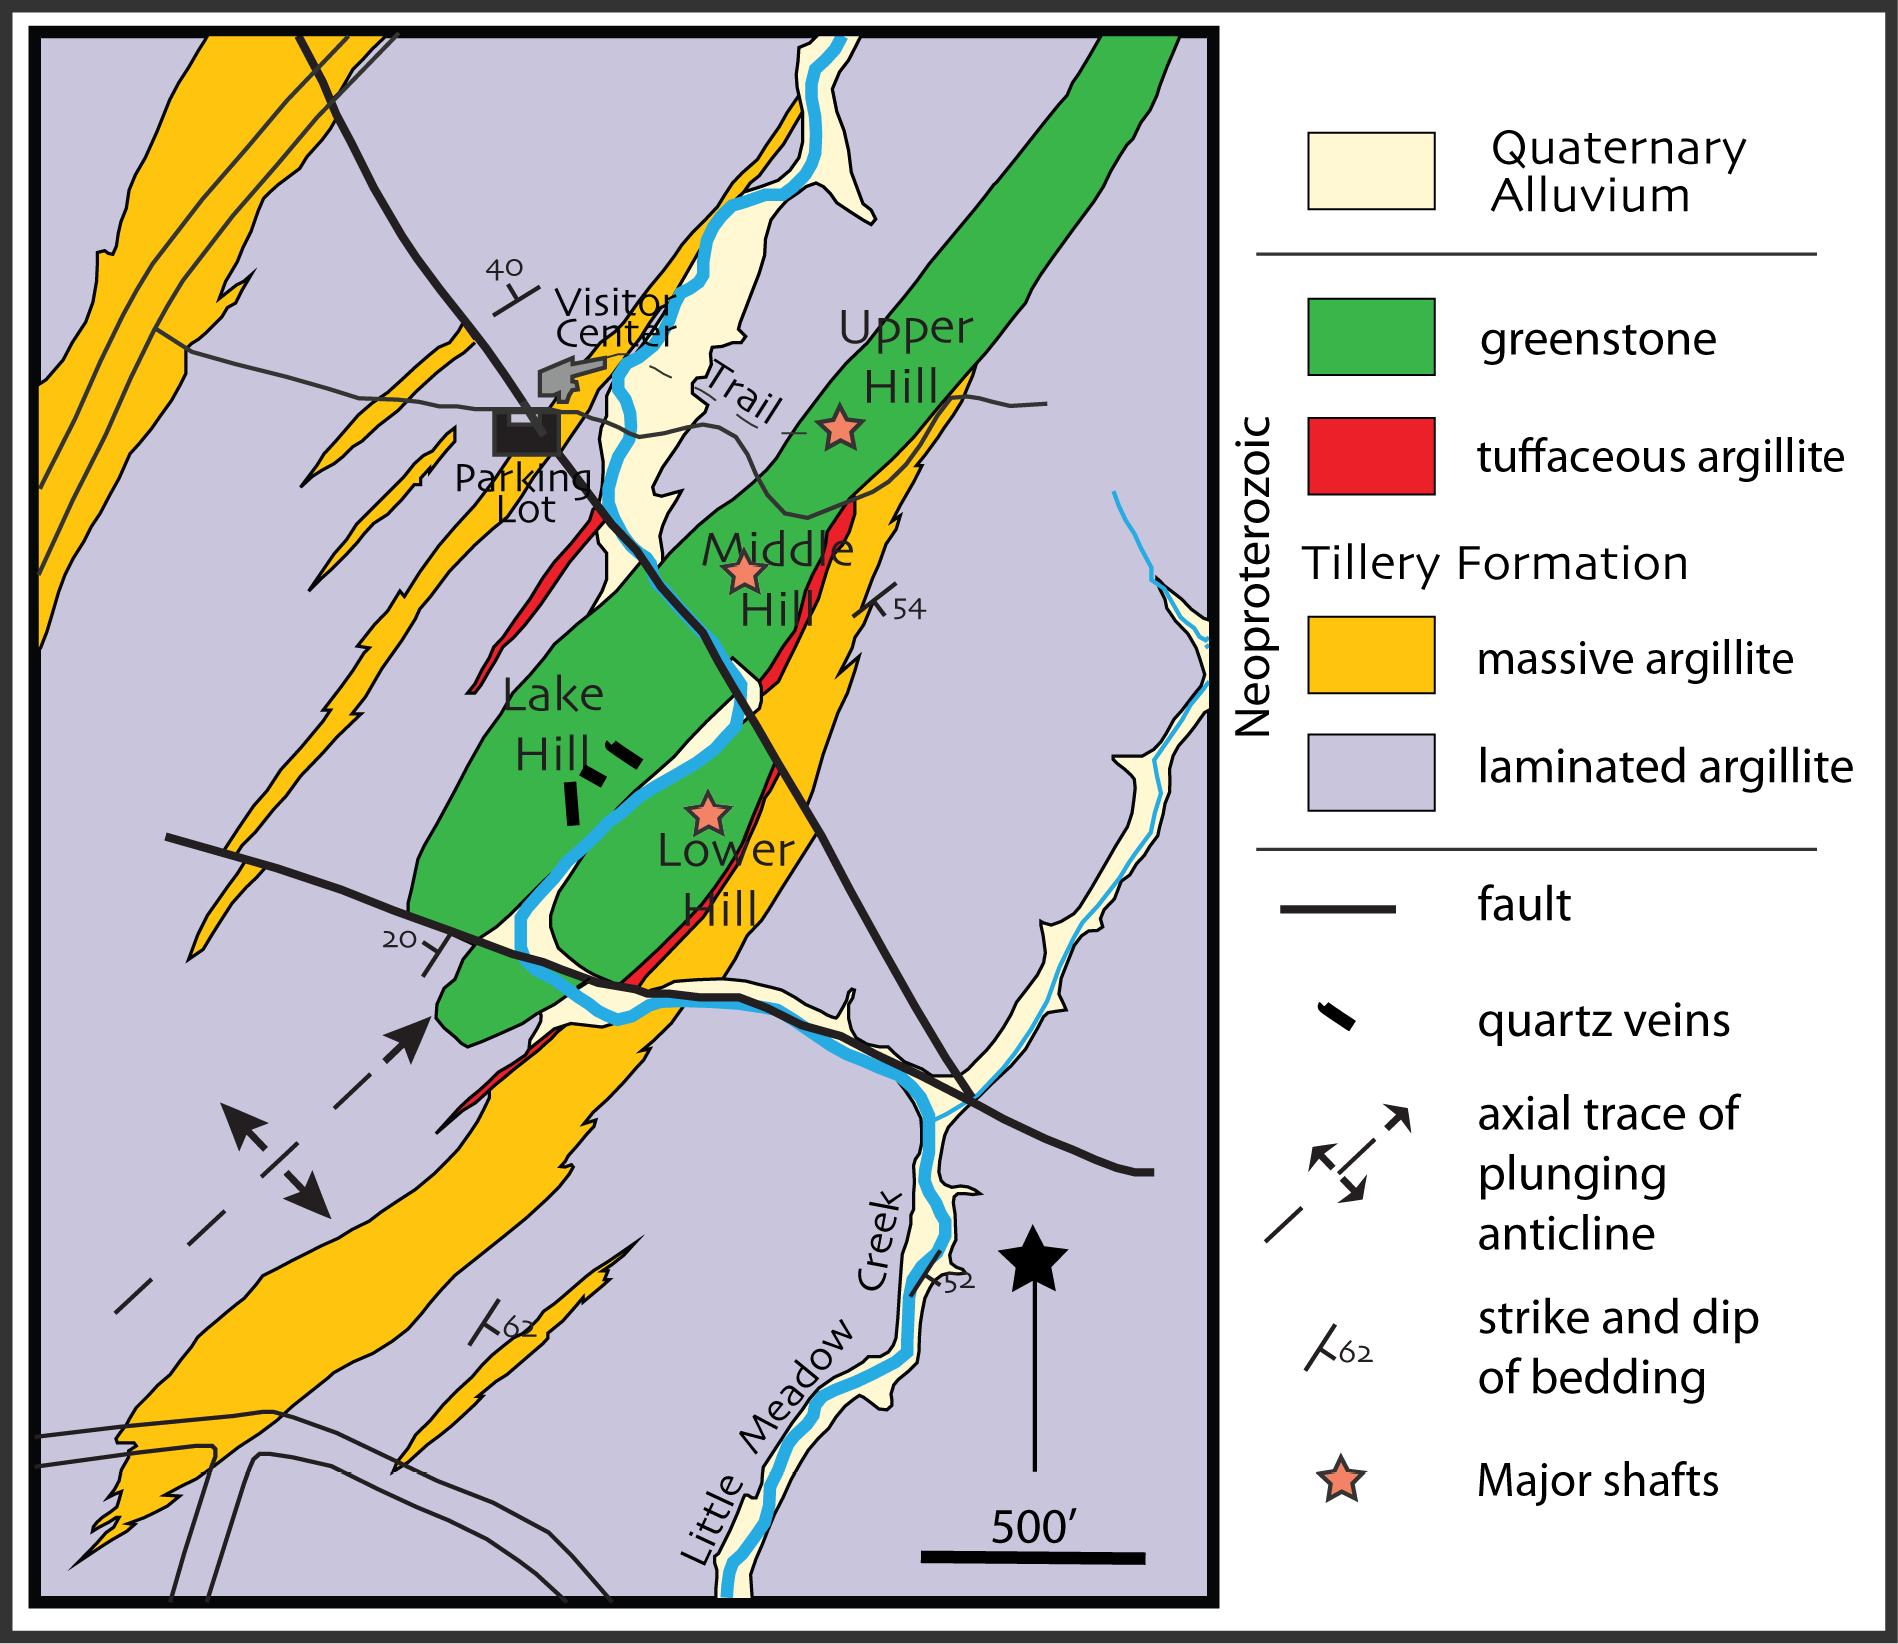 40
Visitor
Center
Upper
Hill
Trail
Parking
Lot
Middle
Hill
54
Lake
Hill
Lower
Hill
20
Creek
52
62
Meadow
Little
500’
Quaternary
Alluvium
Neoproterozoic
greenstone
tuffaceous argillite
Tillery Formation
massive argillite
laminated argillite
fault
quartz veins
axial trace of
plunging
anticline
strike and dip
of bedding
62
Major shafts